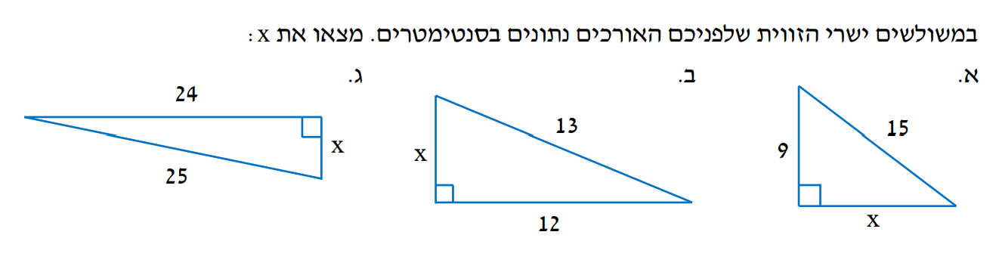 במשולשים ישרי הזווית שלפניכם האורכים נתונים בסנטימטרים. מצאו את x:
א.
15
9
x
ב.
13
x
12
ג.
24
x
25